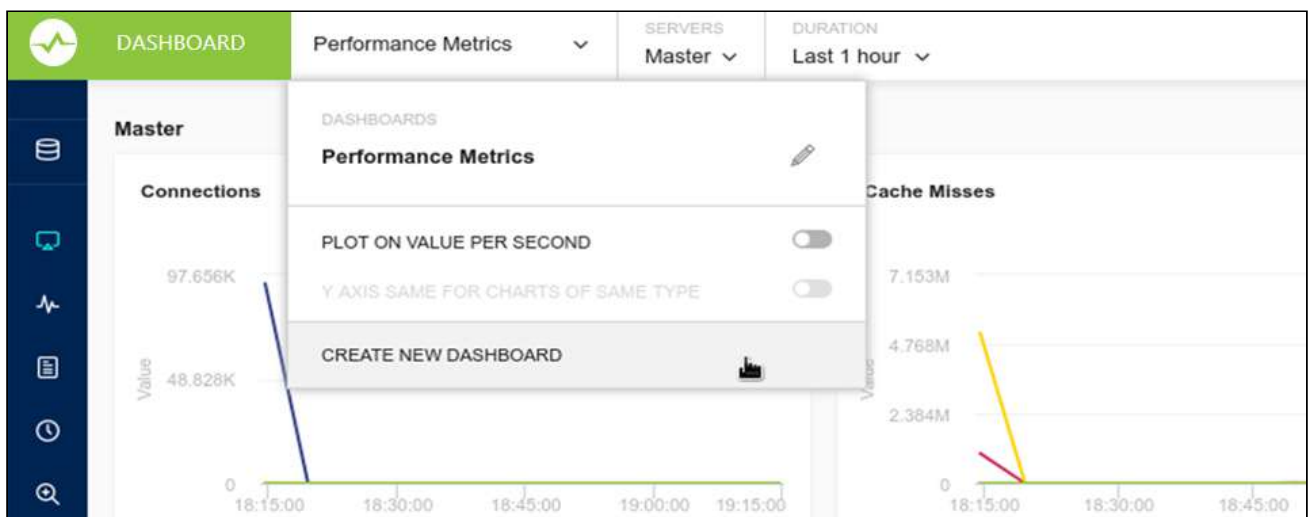 DASHBOARD
Performance Metrics
SERVERS
Master
DURATION
Last 1 hour
DASHBOARDS
Performance Metrics
PLOT ON VALUE PER SECOND
Y AXIS SAME FOR CHARTS OF SAME TYPE
CREATE NEW DASHBOARD
Master
Connections
97.656K
48.828K
0
Value
18:15:00 18:30:00 18:45:00 19:00:00 19:15:00
Cache Misses
7.153M
4.768M
2.384M
0
Value
18:15:00 18:30:00 18:45:00